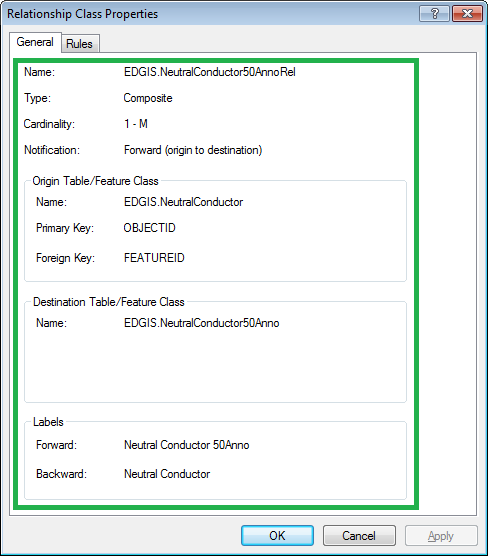 Relationship Class Properties
General Rules
Name: EDGIS.NeutralConductor50AnnoRel
Type: Composite
Cardinality: 1 - M
Notification: Forward (origin to destination)
Origin Table/Feature Class
Name: EDGIS.NeutralConductor
Primary Key: OBJECTID
Foreign Key: FEATUREID
Destination Table/Feature Class
Name: EDGIS.NeutralConductor50Anno
Labels
Forward: Neutral Conductor 50Anno
Backward: Neutral Conductor
OK Cancel Apply